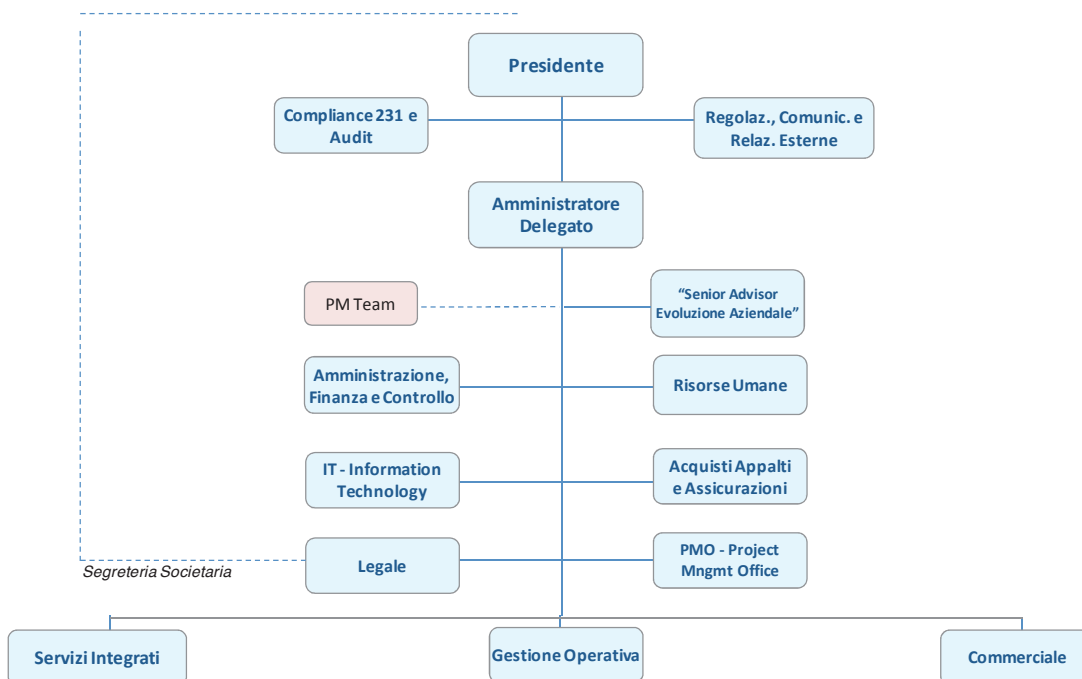 Presidente
Compliance 231 e
Audit
Regolaz., Comunic. e
Relaz. Esterne
Amministratore
Delegato
PM Team
“Senior Advisor
Evoluzione Aziendale”
Amministrazione,
Finanza e Controllo
Risorse Umane
IT - Information
Technology
Acquisti Appalti
e Assicurazioni
Legale
PMO - Project
Mngmt Office
Segreteria Societaria
Servizi Integrati
Gestione Operativa
Commerciale